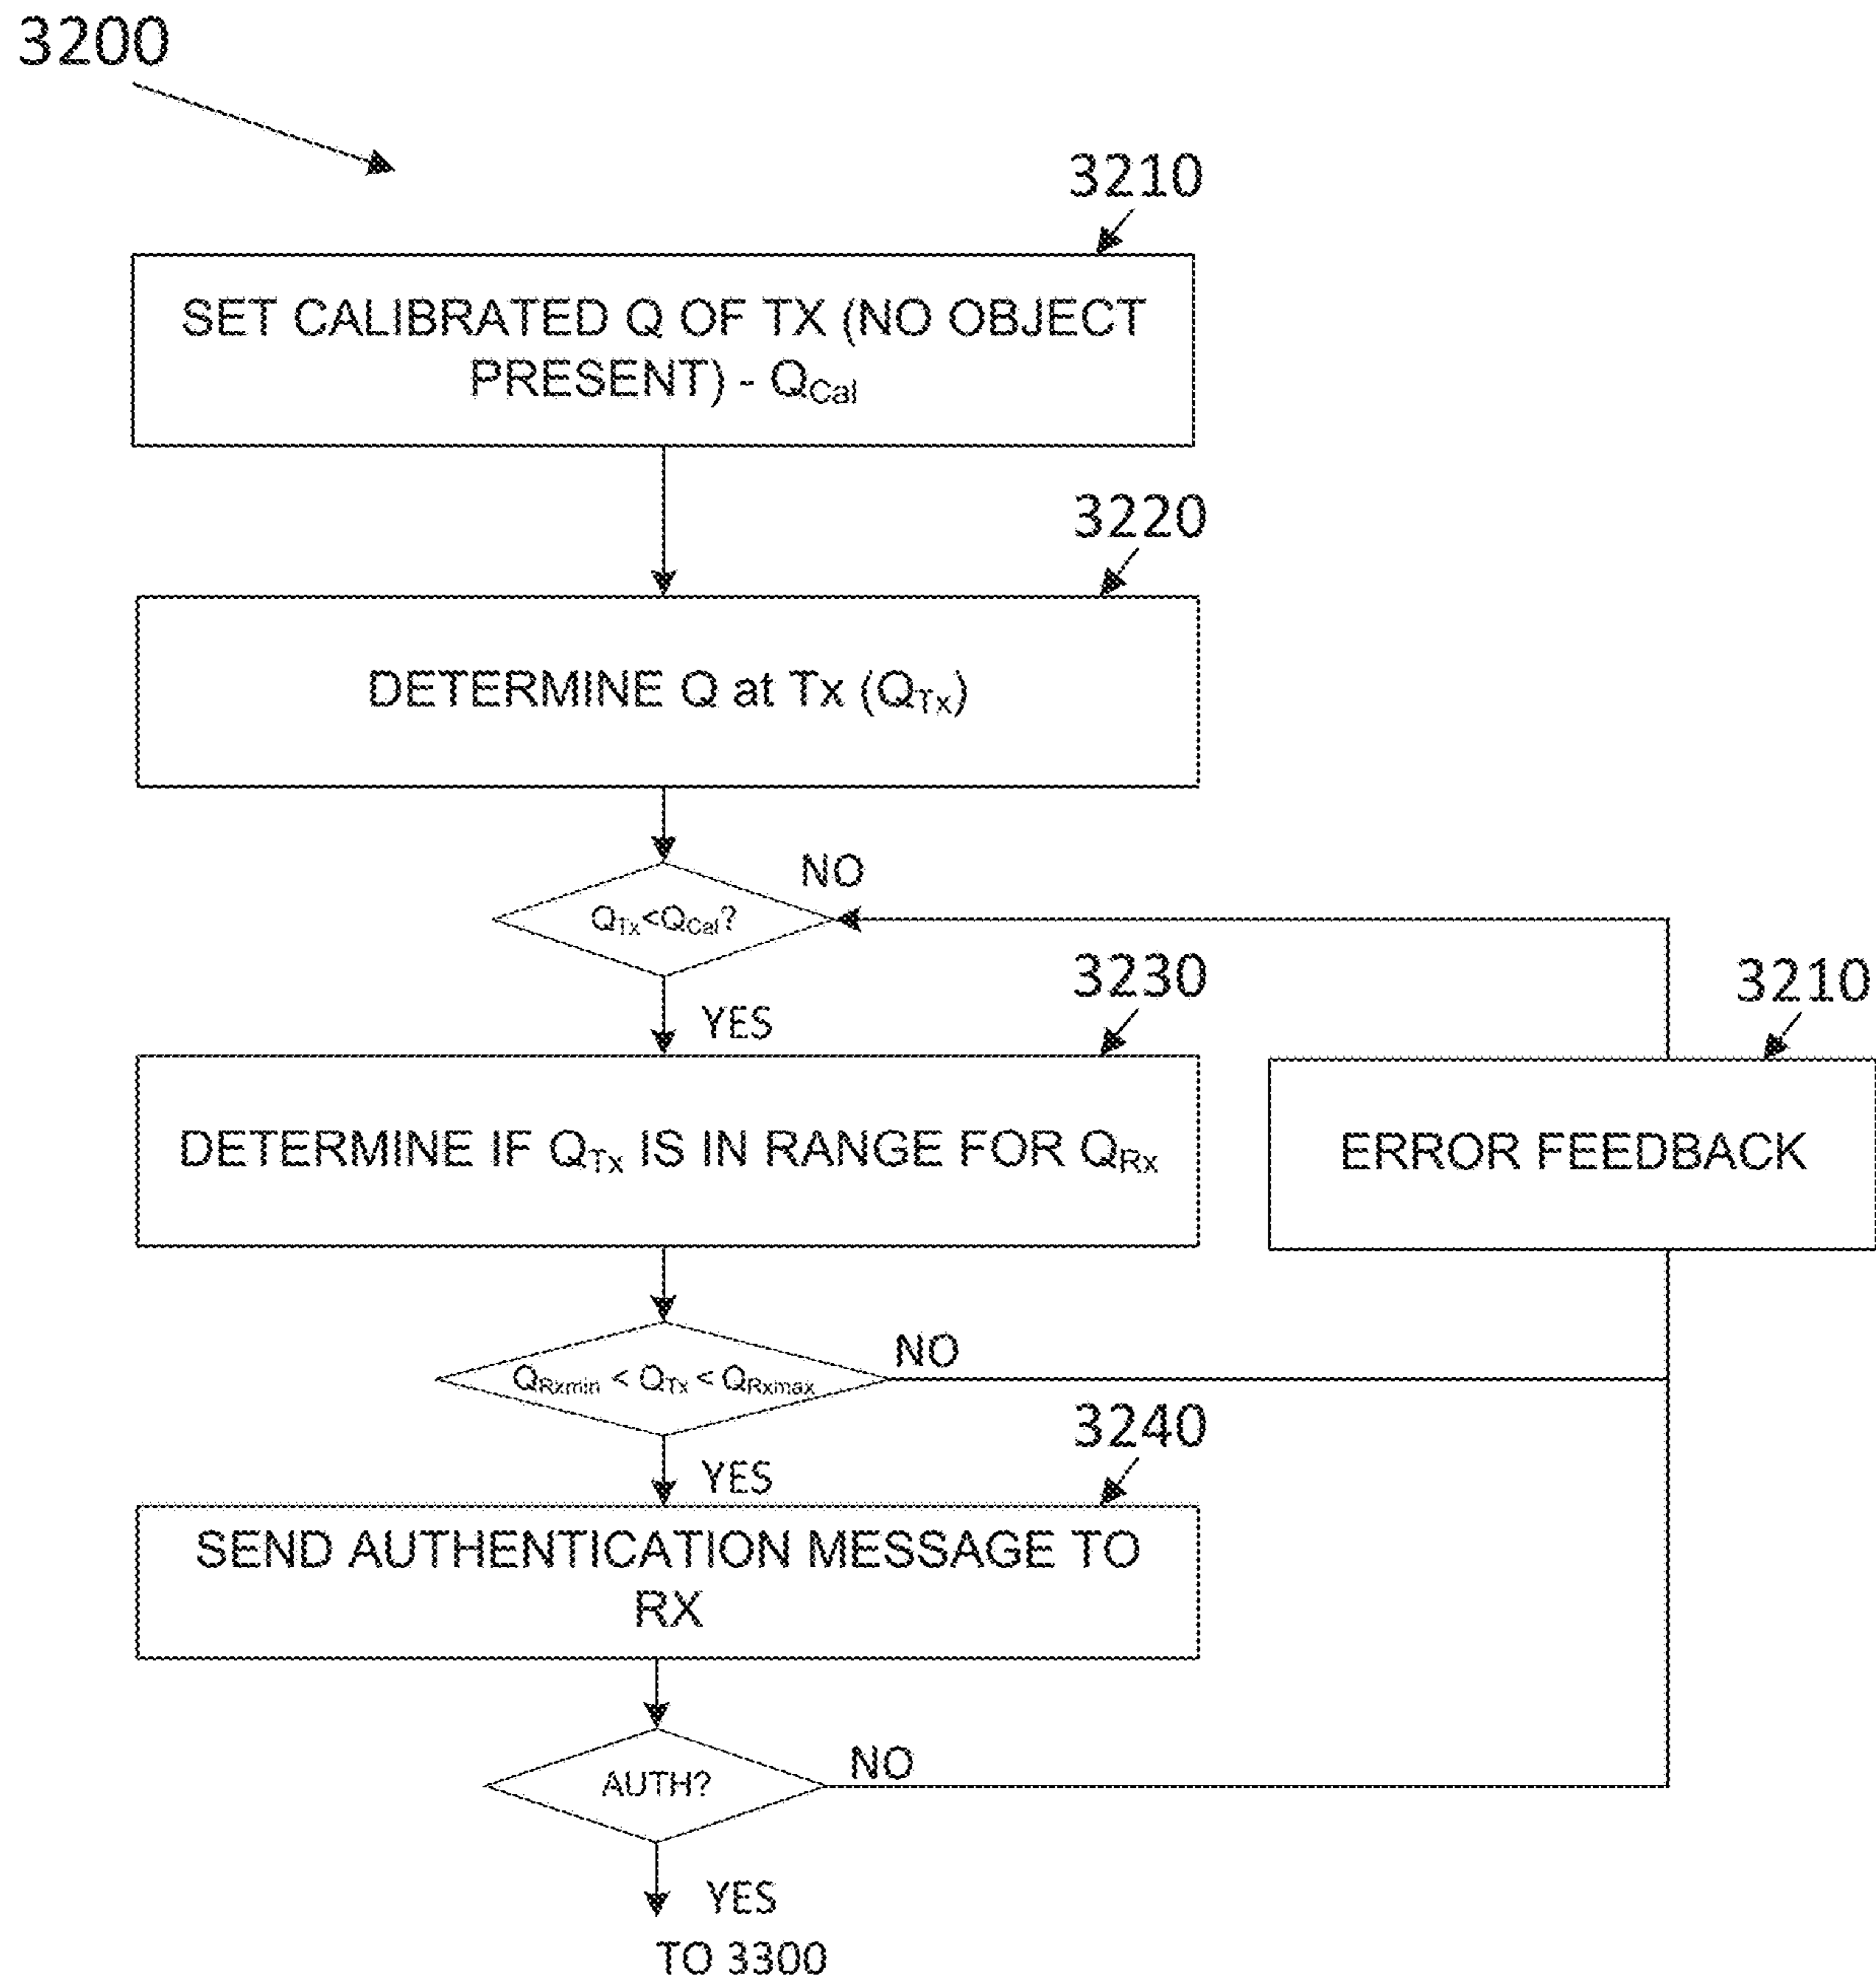 3200
3210
SET CALIBRATED Q OF TX (NO OBJECT
PRESENT) - QCal
3220
DETERMINE Q at Tx (QTx)
NO
QTx<QCal?
YES
3230
3210
DETERMINE IF QTx IS IN RANGE FOR QRx
ERROR FEEDBACK
NO
QRxmin < QTx < QRxmax
YES
3240
SEND AUTHENTICATION MESSAGE TO
RX
NO
AUTH?
YES
TO 3300